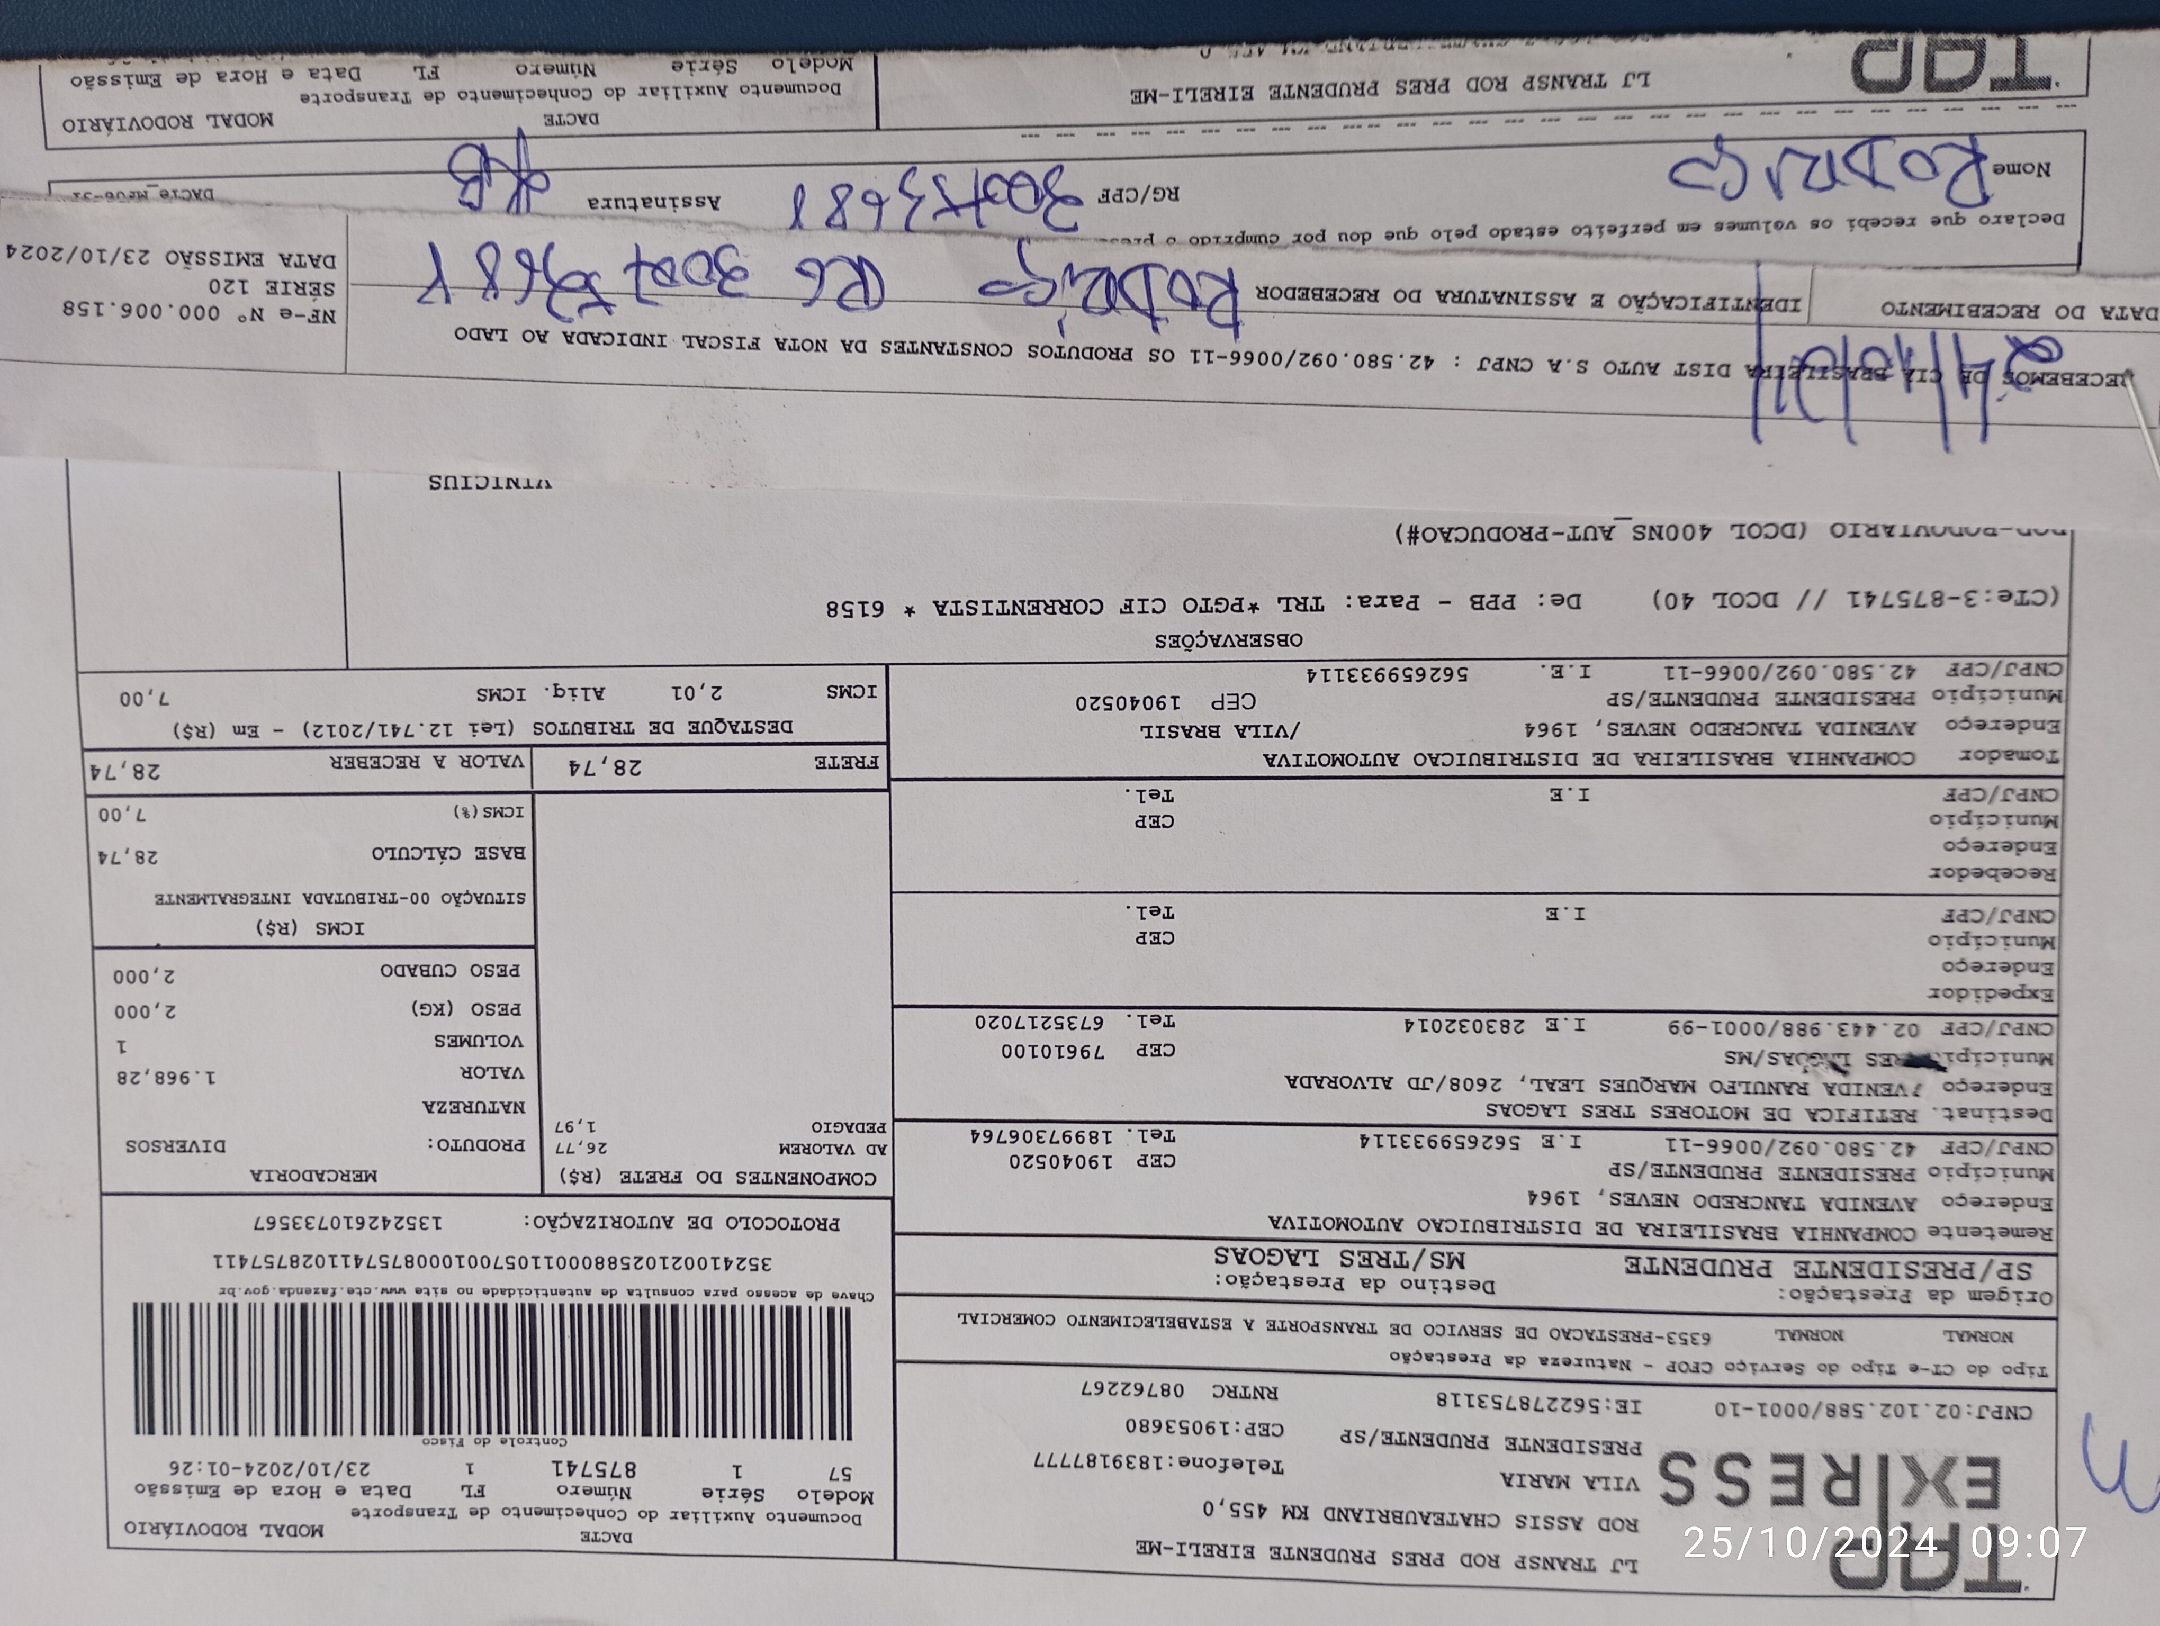 TAP
EXPRESS
LJ TRANSP ROD PRES PRUDENTE EIRELI-ME
ROD ASSIS CHATEAUBRIAND KM 455,0
VILA MARIA Telefone:1839187777
PRESIDENTE PRUDENTE/SP CEP:19053680
CNPJ:02.102.588/0001-10 IE:562278753118 RNTRC 08762267
DACTE MODAL RODOVIÁRIO
Documento Auxiliar do Conhecimento de Transporte
Modelo Série Número FL Data e Hora de Emissão
57 1 875741 1 23/10/2024-01:26
Controle do Fisco
Chave de acesso para consulta de autenticidade no site www.cte.fazenda.gov.br
35241002102588000110570010008757411028757411
PROTOCOLO DE AUTORIZAÇÃO: 135242610733567
Tipo do CT-e Tipo do Serviço CFOP - Natureza da Prestação
NORMAL NORMAL 6353-PRESTACAO DE SERVICO DE TRANSPORTE A ESTABELECIMENTO COMERCIAL
Origem da Prestação: Destino da Prestação:
SP/PRESIDENTE PRUDENTE MS/TRES LAGOAS
Remetente COMPANHIA BRASILEIRA DE DISTRIBUICAO AUTOMOTIVA
Endereço AVENIDA TANCREDO NEVES, 1964
Município PRESIDENTE PRUDENTE/SP CEP 19040520
CNPJ/CPF 42.580.092/0066-11 I.E 562659933114 Tel. 18997306764
Destinat. RETIFICA DE MOTORES TRES LAGOAS
Endereço AVENIDA RANULFO MARQUES LEAL, 2608/JD ALVORADA
Município TRES LAGOAS/MS CEP 79610100
CNPJ/CPF 02.443.988/0001-99 I.E 283032014 Tel. 6735217020
Expedidor
Endereço
Município CEP
CNPJ/CPF I.E Tel.
Recebedor
Endereço
Município CEP
CNPJ/CPF I.E Tel.
Tomador COMPANHIA BRASILEIRA DE DISTRIBUICAO AUTOMOTIVA
Endereço AVENIDA TANCREDO NEVES, 1964 /VILA BRASIL
Município PRESIDENTE PRUDENTE/SP CEP 19040520
CNPJ/CPF 42.580.092/0066-11 I.E. 562659933114
COMPONENTES DO FRETE (R$)
AD VALOREM 26,77
PEDAGIO 1,97
MERCADORIA
PRODUTO: DIVERSOS
NATUREZA
VALOR 1.968,28
VOLUMES 1
PESO (KG) 2,000
PESO CUBADO 2,000
ICMS (R$)
SITUAÇÃO 00-TRIBUTADA INTEGRALMENTE
BASE CÁLCULO 28,74
ICMS(%) 7,00
FRETE 28,74 VALOR A RECEBER 28,74
DESTAQUE DE TRIBUTOS (Lei 12.741/2012) - Em (R$)
ICMS 2,01 Aliq. ICMS 7,00
OBSERVAÇÕES
(CTe:3-875741 // DCOL 40) De: PPB - Para: TRL *PGTO CIF CORRENTISTA * 6158
RODOVIARIO (DCOL 400NS_AUT-PRODUCAO#)
VINICIUS
RECEBEMOS DE CIA BRASILEIRA DIST AUTO S.A CNPJ : 42.580.092/0066-11 OS PRODUTOS CONSTANTES DA NOTA FISCAL INDICADA AO LADO
DATA DO RECEBIMENTO IDENTIFICAÇÃO E ASSINATURA DO RECEBEDOR RODRIGO RG
NF-e N° 000.006.158
SÉRIE 120
DATA EMISSÃO 23/10/2024
Declaro que recebi os volumes em perfeito estado pelo que dou por cumprido o
Nome RODRIGO RG/CPF Assinatura
LJ TRANSP ROD PRES PRUDENTE EIRELI-ME
TAP
DACTE MODAL RODOVIÁRIO
Documento Auxiliar do Conhecimento de Transporte
Modelo Série Número FL Data e Hora de Emissão
25/10/2024 09:07